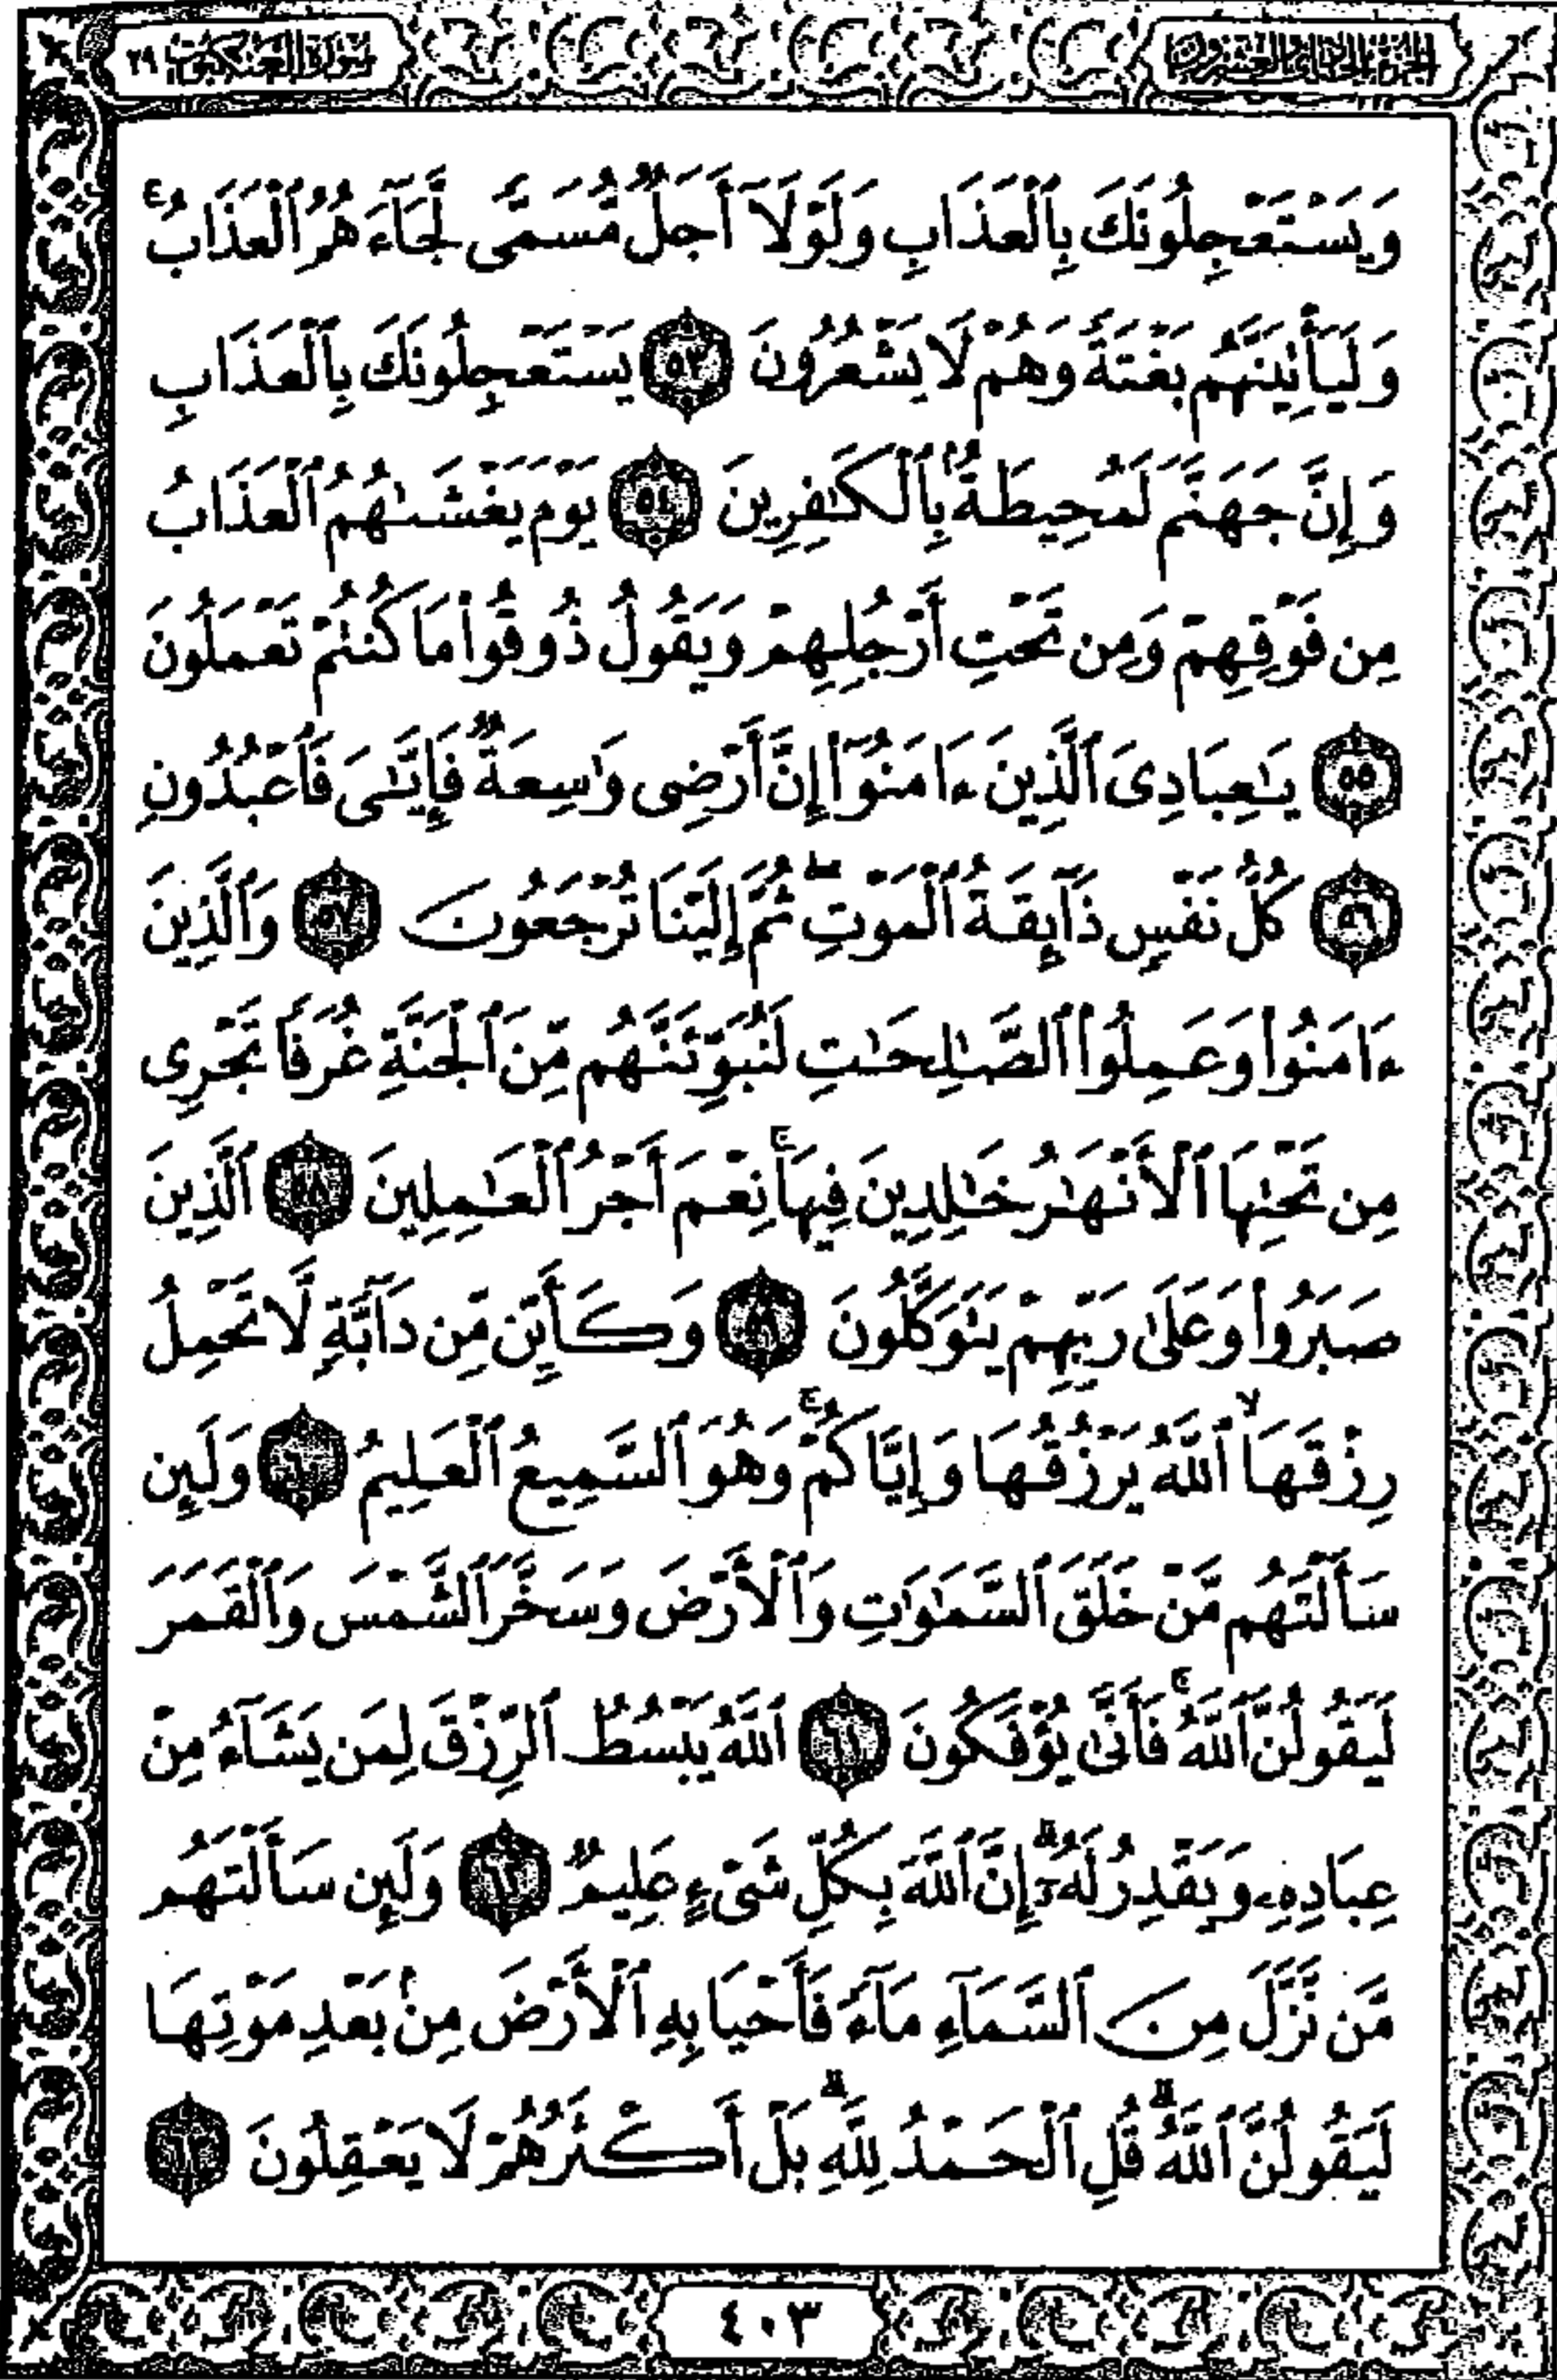 الجزء الحادي والعشرون
سورة العنكبوت ٢٩
وَيَسْتَعْجِلُونَكَ بِٱلْعَذَابِ وَلَوْلَآ أَجَلٌ مُّسَمًّى لَّجَآءَهُمُ ٱلْعَذَابُ ۚ
وَلَيَأْتِيَنَّهُم بَغْتَةً وَهُمْ لَا يَشْعُرُونَ ٥٣ يَسْتَعْجِلُونَكَ بِٱلْعَذَابِ
وَإِنَّ جَهَنَّمَ لَمُحِيطَةٌۢ بِٱلْكَٰفِرِينَ ٥٤ يَوْمَ يَغْشَىٰهُمُ ٱلْعَذَابُ
مِن فَوْقِهِمْ وَمِن تَحْتِ أَرْجُلِهِمْ وَيَقُولُ ذُوقُوا۟ مَا كُنتُمْ تَعْمَلُونَ
٥٥ يَٰعِبَادِىَ ٱلَّذِينَ ءَامَنُوٓا۟ إِنَّ أَرْضِى وَٰسِعَةٌ فَإِيَّٰىَ فَٱعْبُدُونِ
٥٦ كُلُّ نَفْسٍ ذَآئِقَةُ ٱلْمَوْتِ ۖ ثُمَّ إِلَيْنَا تُرْجَعُونَ ٥٧ وَٱلَّذِينَ
ءَامَنُوا۟ وَعَمِلُوا۟ ٱلصَّٰلِحَٰتِ لَنُبَوِّئَنَّهُم مِّنَ ٱلْجَنَّةِ غُرَفًا تَجْرِى
مِن تَحْتِهَا ٱلْأَنْهَٰرُ خَٰلِدِينَ فِيهَا ۚ نِعْمَ أَجْرُ ٱلْعَٰمِلِينَ ٥٨ ٱلَّذِينَ
صَبَرُوا۟ وَعَلَىٰ رَبِّهِمْ يَتَوَكَّلُونَ ٥٩ وَكَأَيِّن مِّن دَآبَّةٍ لَّا تَحْمِلُ
رِزْقَهَا ۙ ٱللَّهُ يَرْزُقُهَا وَإِيَّاكُمْ ۚ وَهُوَ ٱلسَّمِيعُ ٱلْعَلِيمُ ٦٠ وَلَئِن
سَأَلْتَهُم مَّنْ خَلَقَ ٱلسَّمَٰوَٰتِ وَٱلْأَرْضَ وَسَخَّرَ ٱلشَّمْسَ وَٱلْقَمَرَ
لَيَقُولُنَّ ٱللَّهُ ۚ فَأَنَّىٰ يُؤْفَكُونَ ٦١ ٱللَّهُ يَبْسُطُ ٱلرِّزْقَ لِمَن يَشَآءُ مِنْ
عِبَادِهِۦ وَيَقْدِرُ لَهُۥٓ ۗ إِنَّ ٱللَّهَ بِكُلِّ شَىْءٍ عَلِيمٌ ٦٢ وَلَئِن سَأَلْتَهُم
مَّن نَّزَّلَ مِنَ ٱلسَّمَآءِ مَآءً فَأَحْيَا بِهِ ٱلْأَرْضَ مِنۢ بَعْدِ مَوْتِهَا
لَيَقُولُنَّ ٱللَّهُ ۗ قُلِ ٱلْحَمْدُ لِلَّهِ ۗ بَلْ أَكْثَرُهُمْ لَا يَعْقِلُونَ ٦٣
٤٠٣